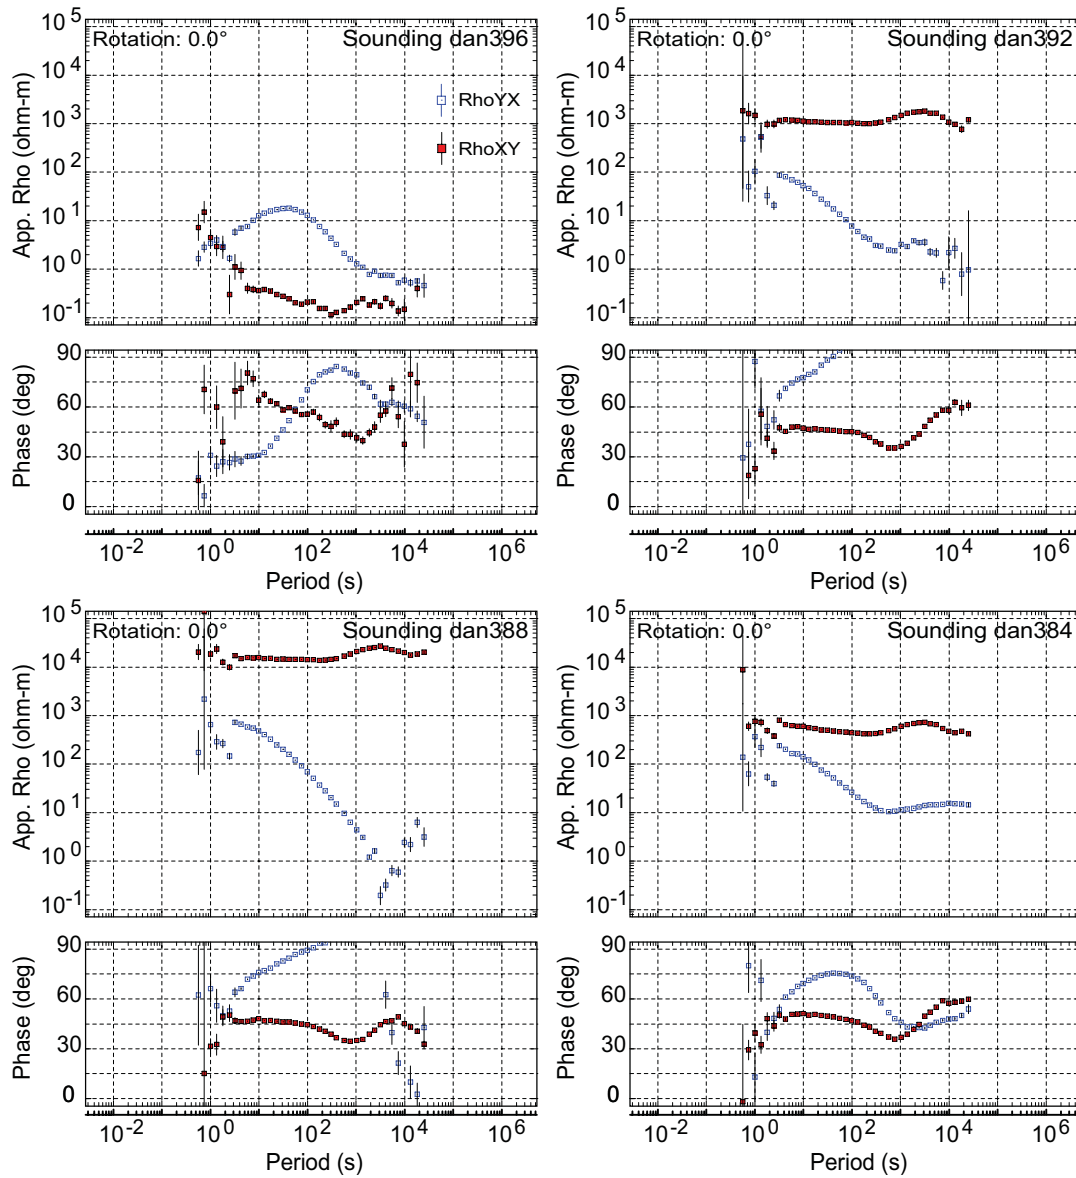 Rotation: 0.0° Sounding dan396
App. Rho (ohm-m)
10^5
10^4
10^3
10^2
10^1
10^0
10^-1
RhoYX
RhoXY
Phase (deg)
90
60
30
0
10^-2 10^0 10^2 10^4 10^6
Period (s)
Rotation: 0.0° Sounding dan392
App. Rho (ohm-m)
10^5
10^4
10^3
10^2
10^1
10^0
10^-1
Phase (deg)
90
60
30
0
10^-2 10^0 10^2 10^4 10^6
Period (s)
Rotation: 0.0° Sounding dan388
App. Rho (ohm-m)
10^5
10^4
10^3
10^2
10^1
10^0
10^-1
Phase (deg)
90
60
30
0
10^-2 10^0 10^2 10^4 10^6
Period (s)
Rotation: 0.0° Sounding dan384
App. Rho (ohm-m)
10^5
10^4
10^3
10^2
10^1
10^0
10^-1
Phase (deg)
90
60
30
0
10^-2 10^0 10^2 10^4 10^6
Period (s)